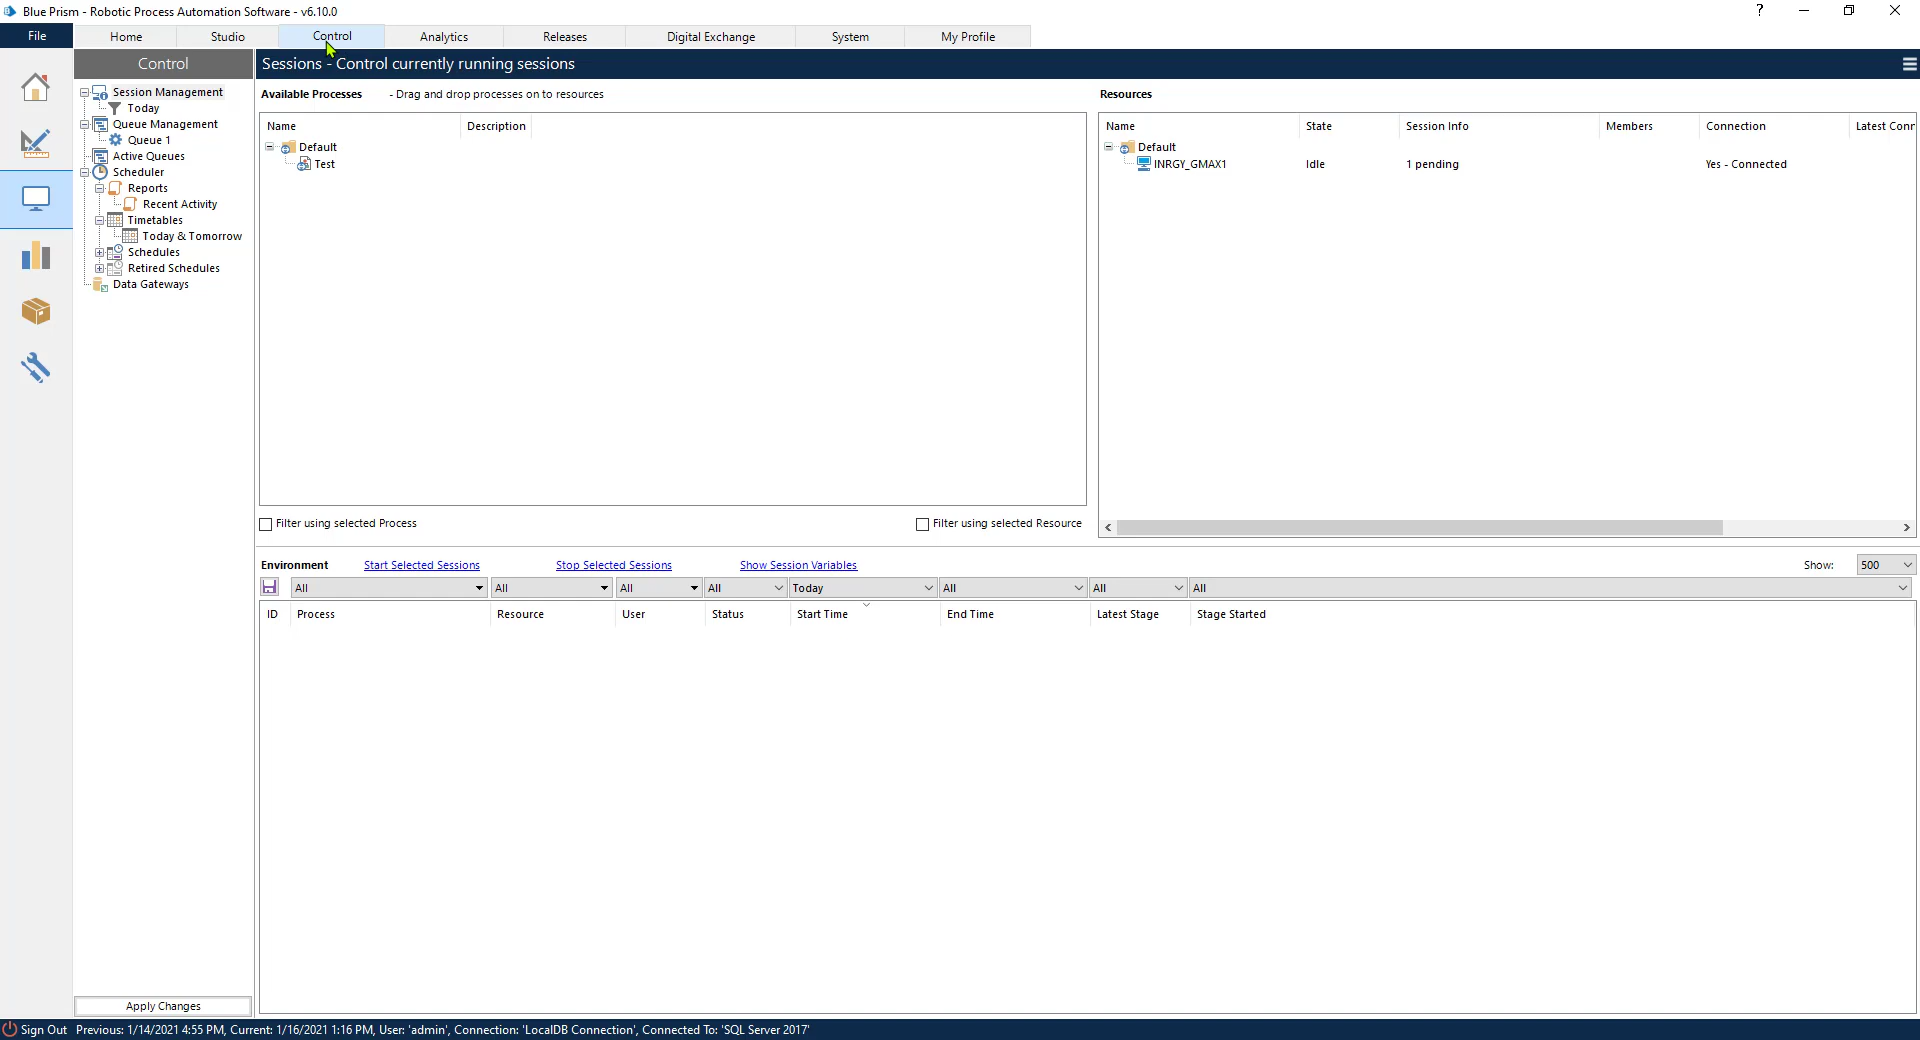 Blue Prism - Robotic Process Automation Software - v6.10.0
?
File Home Studio Control Analytics Releases Digital Exchange System My Profile
Control
Sessions - Control currently running sessions
Session Management
Today
Queue Management
Queue 1
Active Queues
Scheduler
Reports
Recent Activity
Timetables
Today & Tomorrow
Schedules
Retired Schedules
Data Gateways
Apply Changes
Available Processes - Drag and drop processes on to resources
Name Description
Default
Test
Filter using selected Process Filter using selected Resource
Resources
Name State Session Info Members Connection Latest Conr
Default
INRGY_GMAX1 Idle 1 pending Yes - Connected
Environment Start Selected Sessions Stop Selected Sessions Show Session Variables Show: 500
All All All All Today All All All
ID Process Resource User Status Start Time End Time Latest Stage Stage Started
Sign Out Previous: 1/14/2021 4:55 PM, Current: 1/16/2021 1:16 PM, User: 'admin', Connection: 'LocalDB Connection', Connected To: 'SQL Server 2017'